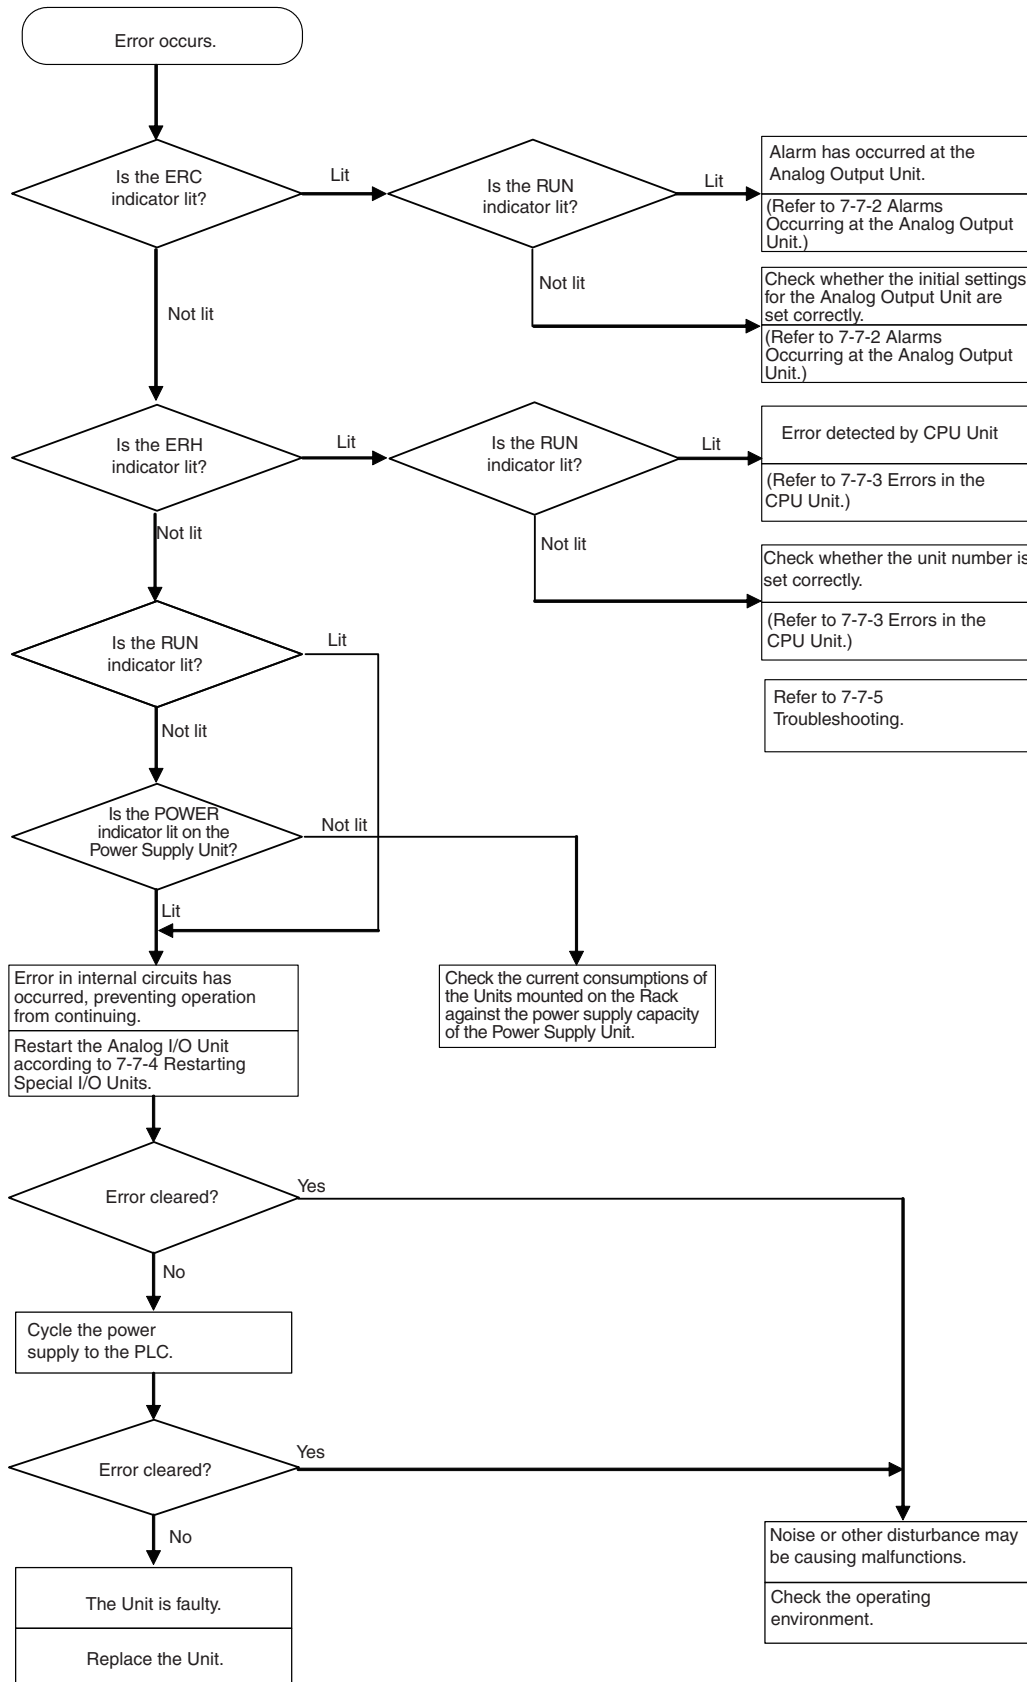 Error occurs.
Is the ERC
indicator lit?
Lit
Is the RUN
indicator lit?
Lit
Alarm has occurred at the
Analog Output Unit.
(Refer to 7-7-2 Alarms
Occurring at the Analog Output
Unit.)
Not lit
Not lit
Check whether the initial settings
for the Analog Output Unit are
set correctly.
(Refer to 7-7-2 Alarms
Occurring at the Analog Output
Unit.)
Is the ERH
indicator lit?
Lit
Is the RUN
indicator lit?
Lit
Error detected by CPU Unit
(Refer to 7-7-3 Errors in the
CPU Unit.)
Not lit
Not lit
Check whether the unit number is
set correctly.
(Refer to 7-7-3 Errors in the
CPU Unit.)
Is the RUN
indicator lit?
Lit
Refer to 7-7-5
Troubleshooting.
Not lit
Is the POWER
indicator lit on the
Power Supply Unit?
Not lit
Lit
Error in internal circuits has
occurred, preventing operation
from continuing.
Restart the Analog I/O Unit
according to 7-7-4 Restarting
Special I/O Units.
Check the current consumptions of
the Units mounted on the Rack
against the power supply capacity
of the Power Supply Unit.
Error cleared?
Yes
No
Cycle the power
supply to the PLC.
Error cleared?
Yes
No
Noise or other disturbance may
be causing malfunctions.
Check the operating
environment.
The Unit is faulty.
Replace the Unit.